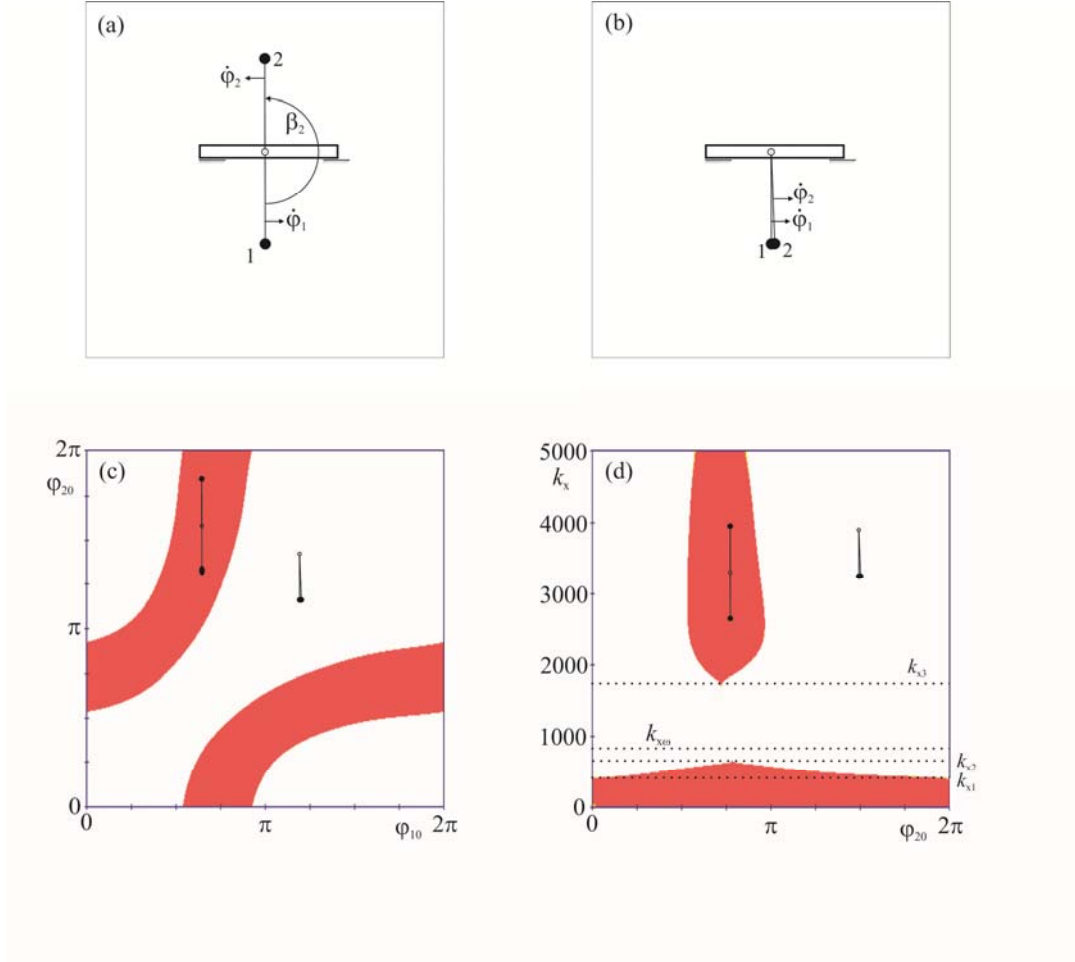 (a)
2
φ̇₂
β₂
φ̇₁
1
(b)
φ̇₂
φ̇₁
1 2
2π
(c)
φ₂₀
π
0
0 π φ₁₀ 2π
5000
(d)
kₓ
4000
3000
2000
kₓ₃
1000
kₓω
kₓ₂
kₓ₁
0
0 π φ₂₀ 2π